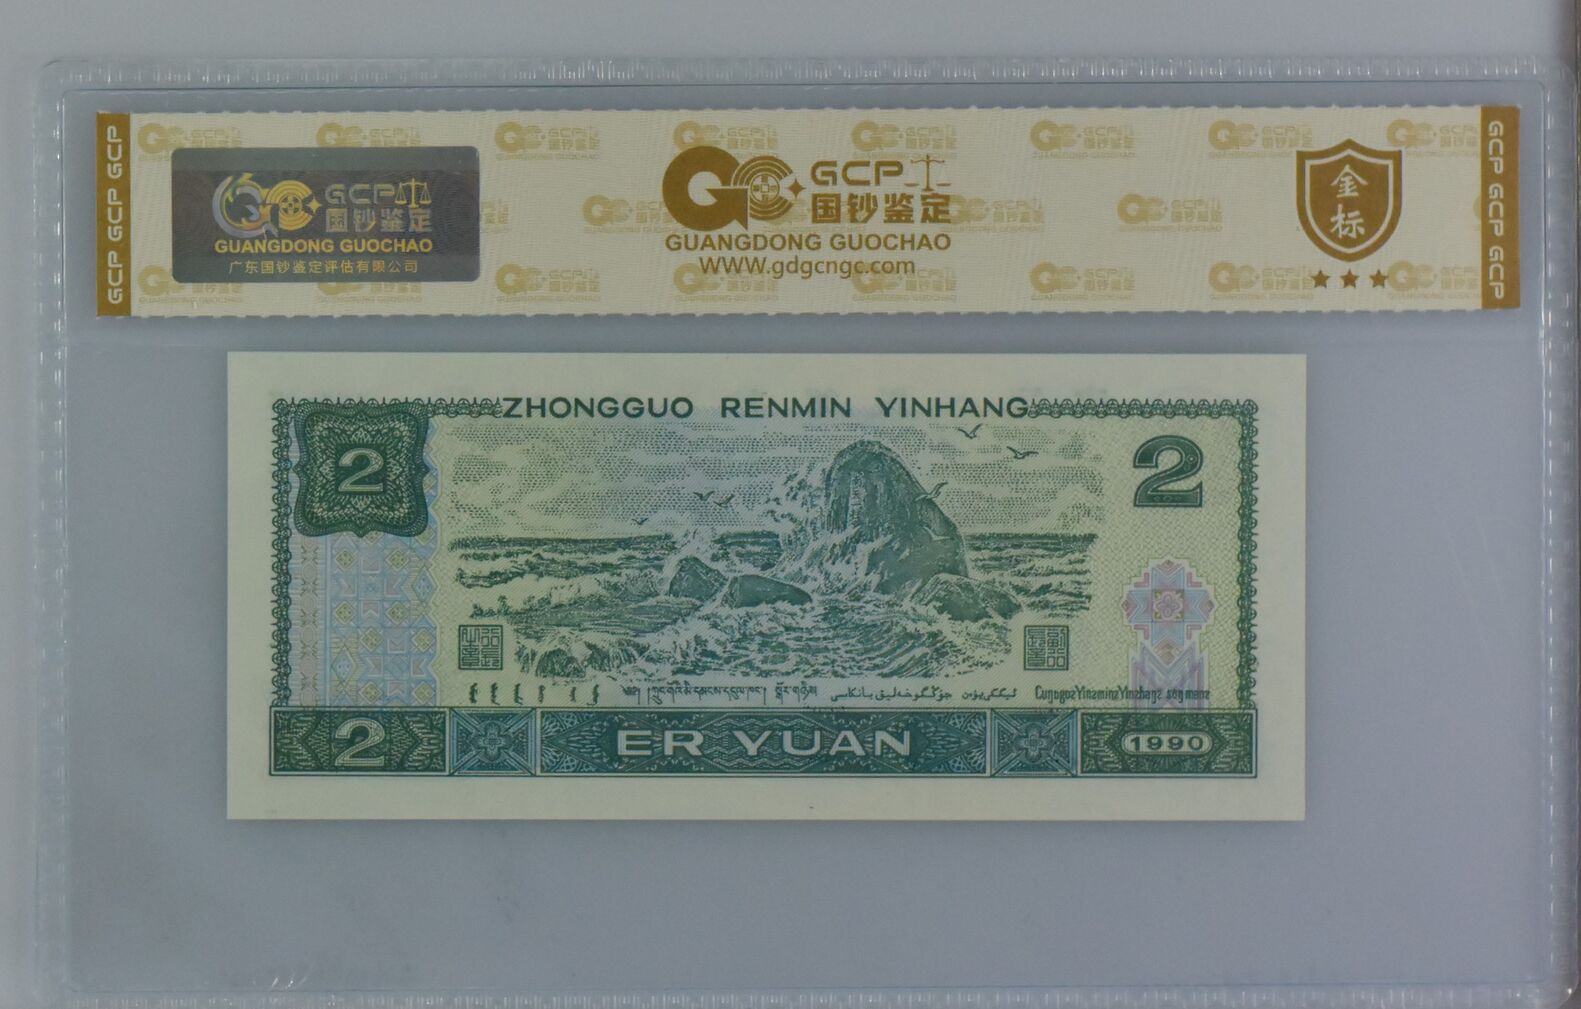 GCP GCP GCP
GCP
国钞鉴定
GUANGDONG GUOCHAO
广东国钞鉴定评估有限公司
GCP
国钞鉴定
GUANGDONG GUOCHAO
WWW.gdgcngc.com
金标
GCP GCP GCP
ZHONGGUO RENMIN YINHANG
2
2
2
ER YUAN
1990